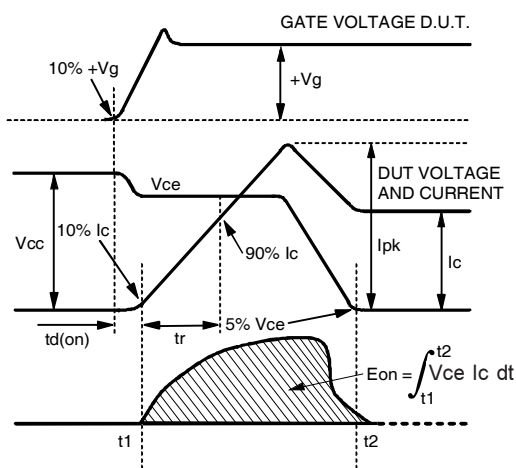 GATE VOLTAGE D.U.T.
10% +Vg
+Vg
Vce
DUT VOLTAGE
AND CURRENT
Vcc
10% Ic
90% Ic
Ipk
Ic
td(on)
tr
5% Vce
Eon = ∫ Vce Ic dt
t2
t1
t1
t2